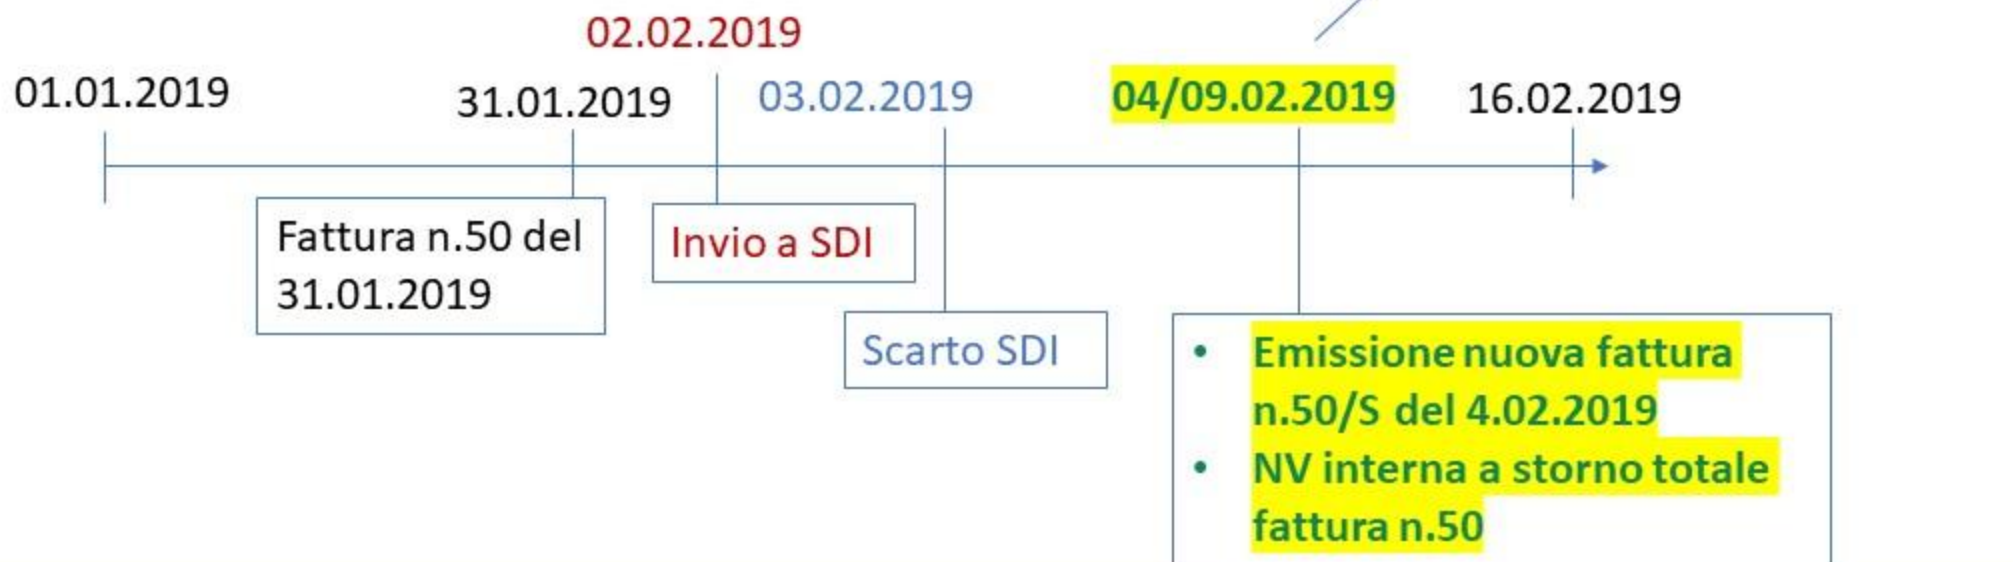 02.02.2019
01.01.2019
31.01.2019
03.02.2019
04/09.02.2019
16.02.2019
Fattura n.50 del
31.01.2019
Invio a SDI
Scarto SDI
• Emissione nuova fattura
n.50/S del 4.02.2019
• NV interna a storno totale
fattura n.50